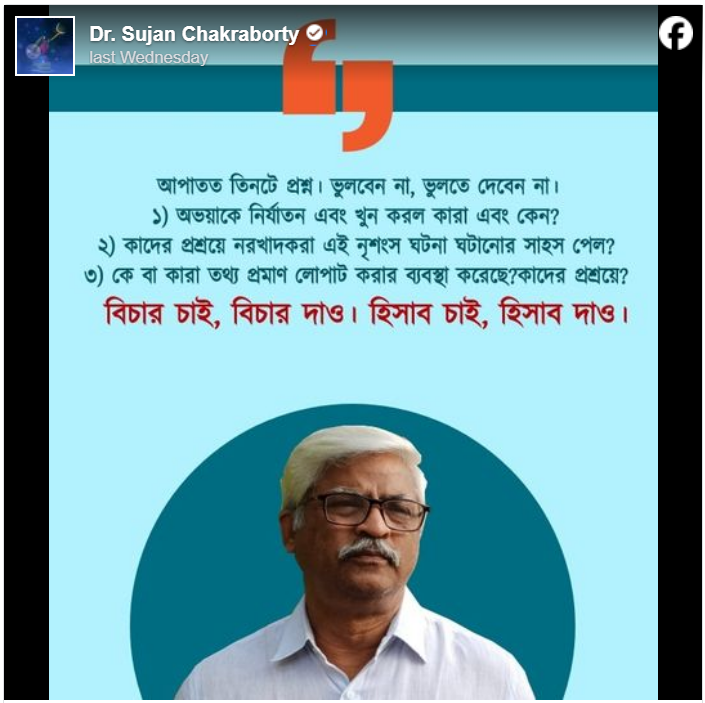 Dr. Sujan Chakraborty
last Wednesday
আপাতত তিনটে প্রশ্ন। ভুলবেন না, ভুলতে দেবেন না।
১) অভয়াকে নির্যাতন এবং খুন করল কারা এবং কেন?
২) কাদের প্রশ্রয়ে নরখাদকরা এই নৃশংস ঘটনা ঘটানোর সাহস পেল?
৩) কে বা কারা তথ্য প্রমাণ লোপাট করার ব্যবস্থা করেছে?কাদের প্রশ্রয়ে?
বিচার চাই, বিচার দাও। হিসাব চাই, হিসাব দাও।